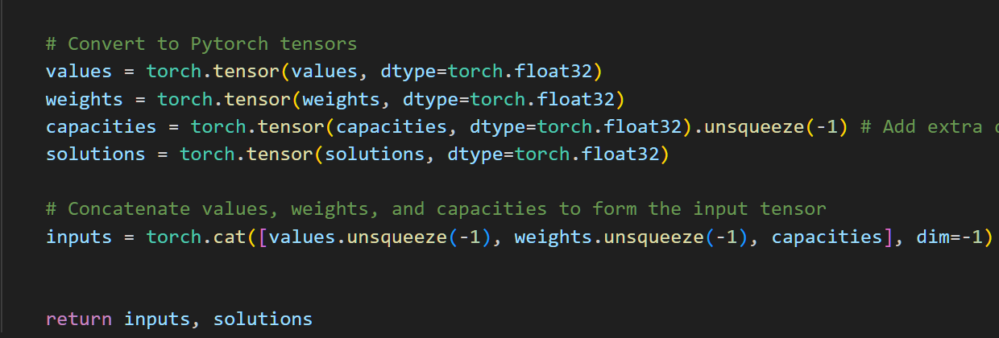 # Convert to Pytorch tensors
values = torch.tensor(values, dtype=torch.float32)
weights = torch.tensor(weights, dtype=torch.float32)
capacities = torch.tensor(capacities, dtype=torch.float32).unsqueeze(-1) # Add extra
solutions = torch.tensor(solutions, dtype=torch.float32)
# Concatenate values, weights, and capacities to form the input tensor
inputs = torch.cat([values.unsqueeze(-1), weights.unsqueeze(-1), capacities], dim=-1)
return inputs, solutions